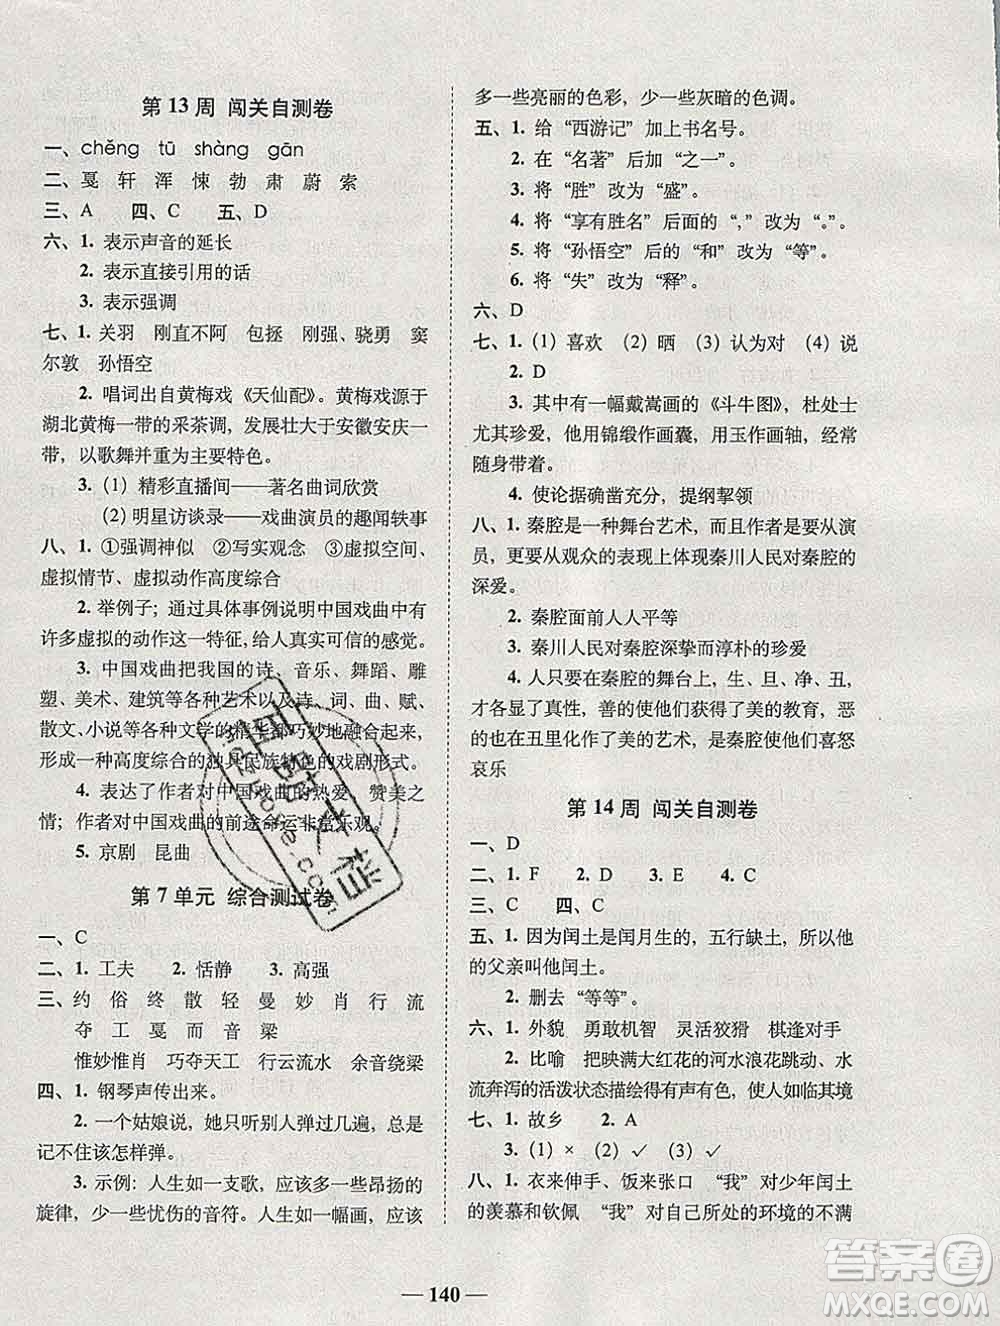 第 13 周 闯关自测卷
一、chěng tū shàng gān
二、戛 轩 浑 悚 勃 肃 蔚 索
三、A 四、C 五、D
六、1. 表示声音的延长
2. 表示直接引用的话
3. 表示强调
七、1. 关羽 刚直不阿 包拯 刚强、骁勇 窦
尔敦 孙悟空
2. 唱词出自黄梅戏《天仙配》。黄梅戏源于
湖北黄梅一带的采茶调，发展壮大于安徽安庆一
带，以歌舞并重为主要特色。
3. (1) 精彩直播间——著名曲词欣赏
(2) 明星访谈录——戏曲演员的趣闻轶事
八、1. ①强调神似 ②写实观念 ③虚拟空间、
虚拟情节、虚拟动作高度综合
2. 举例子；通过具体事例说明中国戏曲中有
许多虚拟的动作这一特征，给人真实可信的感觉。
3. 中国戏曲把我国的诗、音乐、舞蹈、雕
塑、美术、建筑等各种艺术以及诗、词、曲、赋、
散文、小说等各种文学的精华部巧妙地融合起来，
形成一种高度综合的独具民族特色的戏剧形式。
4. 表达了作者对中国戏曲的热爱、赞美之
情；作者对中国戏曲的前途命运非常乐观。
5. 京剧 昆曲
第 7 单元 综合测试卷
一、C
二、1. 工夫 2. 恬静 3. 高强
三、约 俗 终 散 轻 曼 妙 肖 行 流
夺 工 戛 而 音 梁
惟妙惟肖 巧夺天工 行云流水 余音绕梁
四、1. 钢琴声传出来。
2. 一个姑娘说，她只听别人弹过几遍，总是
记不住该怎样弹。
3. 示例：人生如一支歌，应该多一些昂扬的
旋律，少一些忧伤的音符。人生如一幅画，应该
多一些亮丽的色彩，少一些灰暗的色调。
五、1. 给“西游记”加上书名号。
2. 在“名著”后加“之一”。
3. 将“胜”改为“盛”。
4. 将“享有胜名”后面的“，”改为“。”。
5. 将“孙悟空”后的“和”改为“等”。
6. 将“失”改为“释”。
六、D
七、1. (1) 喜欢 (2) 晒 (3) 认为对 (4) 说
2. D
3. 其中有一幅戴嵩画的《斗牛图》，杜处士
尤其珍爱，他用锦缎作画囊，用玉作画轴，经常
随身带着。
4. 使论据确凿充分，提纲挈领
八、1. 秦腔是一种舞台艺术，而且作者是要从演
员，更要从观众的表现上体现秦川人民对秦腔的
深爱。
2. 秦腔面前人人平等
3. 秦川人民对秦腔深挚而淳朴的珍爱
4. 人只要在秦腔的舞台上，生、旦、净、丑，
才各显了真性，善的使他们获得了美的教育，恶
的也在丑里化作了美的艺术，是秦腔使他们喜怒
哀乐
第 14 周 闯关自测卷
一、D
二、1. F 2. D 3. E 4. C
三、C 四、C
五、1. 因为闰土是闰月生的，五行缺土，所以他
的父亲叫他闰土。
2. 删去“等等”。
六、1. 外貌 勇敢机智 灵活狡猾 棋逢对手
2. 比喻 把映满大红花的河水浪花跳动、水
流奔泻的活泼状态描绘得有声有色，使人如临其境
七、1. 故乡 2. A
3. (1) × (2) ✓ (3) ✓
八、1. 衣来伸手、饭来张口 “我”对少年闰土
的羡慕和钦佩 “我”对自己所处的环境的不满
— 140 —
答案圈
MXQE.COM